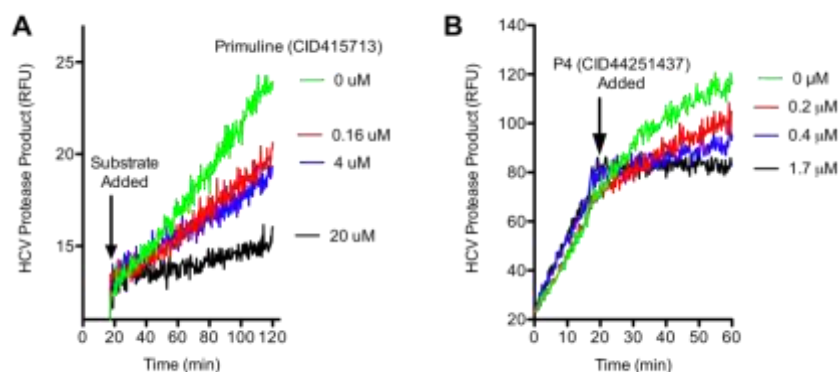 A
Primuline (CID415713)
HCV Protease Product (RFU)
25
20
15
Substrate
Added
0 uM
0.16 uM
4 uM
20 uM
0 20 40 60 80 100 120
Time (min)
B
P4 (CID44251437)
Added
HCV Protease Product (RFU)
140
120
100
80
60
40
20
0 μM
0.2 μM
0.4 μM
1.7 μM
0 10 20 30 40 50 60
Time (min)